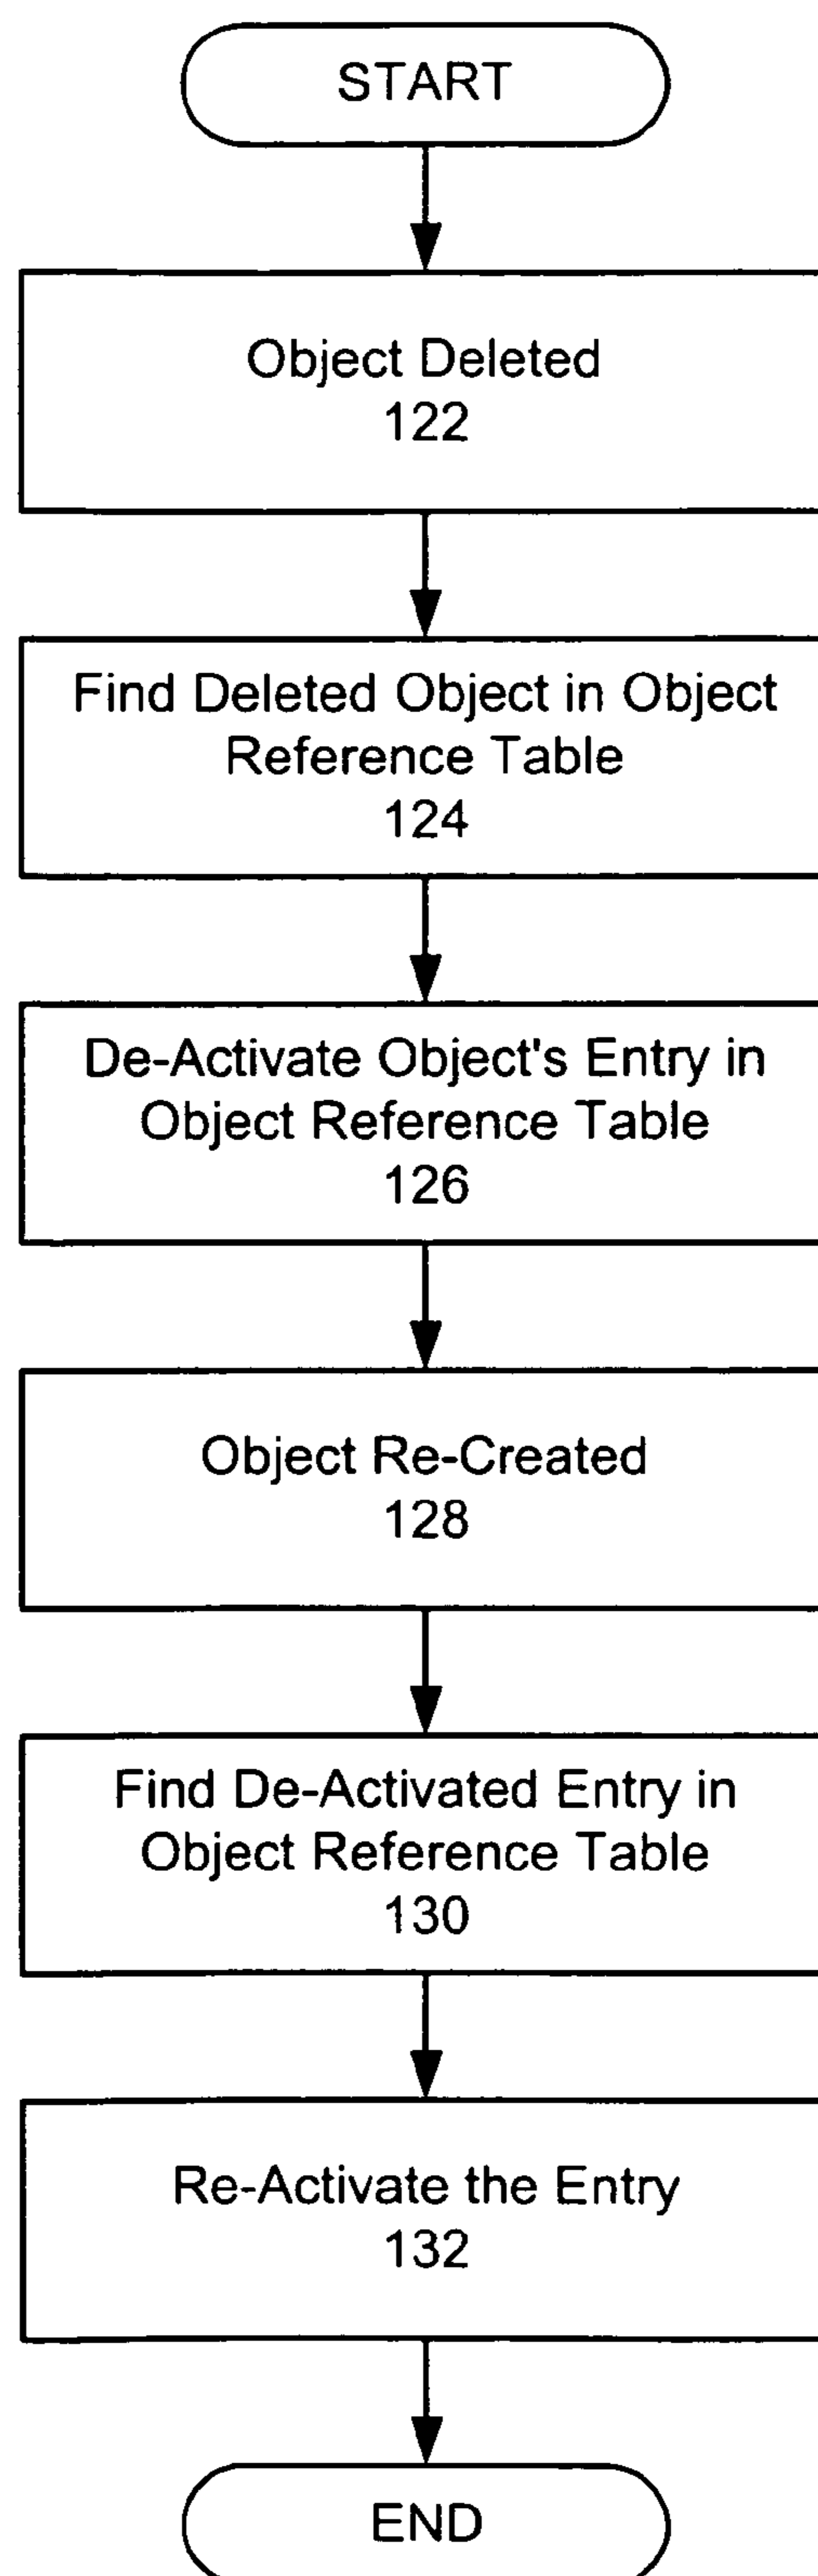 START
Object Deleted
122
Find Deleted Object in Object
Reference Table
124
De-Activate Object's Entry in
Object Reference Table
126
Object Re-Created
128
Find De-Activated Entry in
Object Reference Table
130
Re-Activate the Entry
132
END